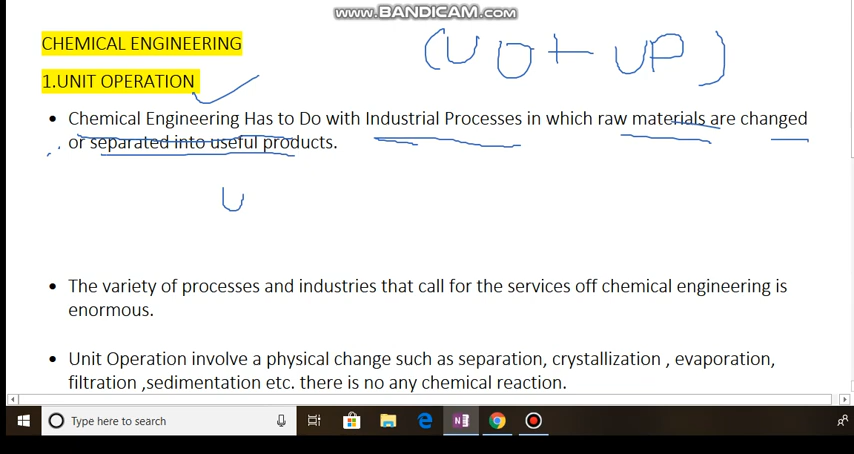 www.BANDICAM.com
CHEMICAL ENGINEERING
(UO + UP)
1.UNIT OPERATION
• Chemical Engineering Has to Do with Industrial Processes in which raw materials are changed
or separated into useful products.
U
• The variety of processes and industries that call for the services off chemical engineering is
enormous.
• Unit Operation involve a physical change such as separation, crystallization , evaporation,
filtration ,sedimentation etc. there is no any chemical reaction.
Type here to search